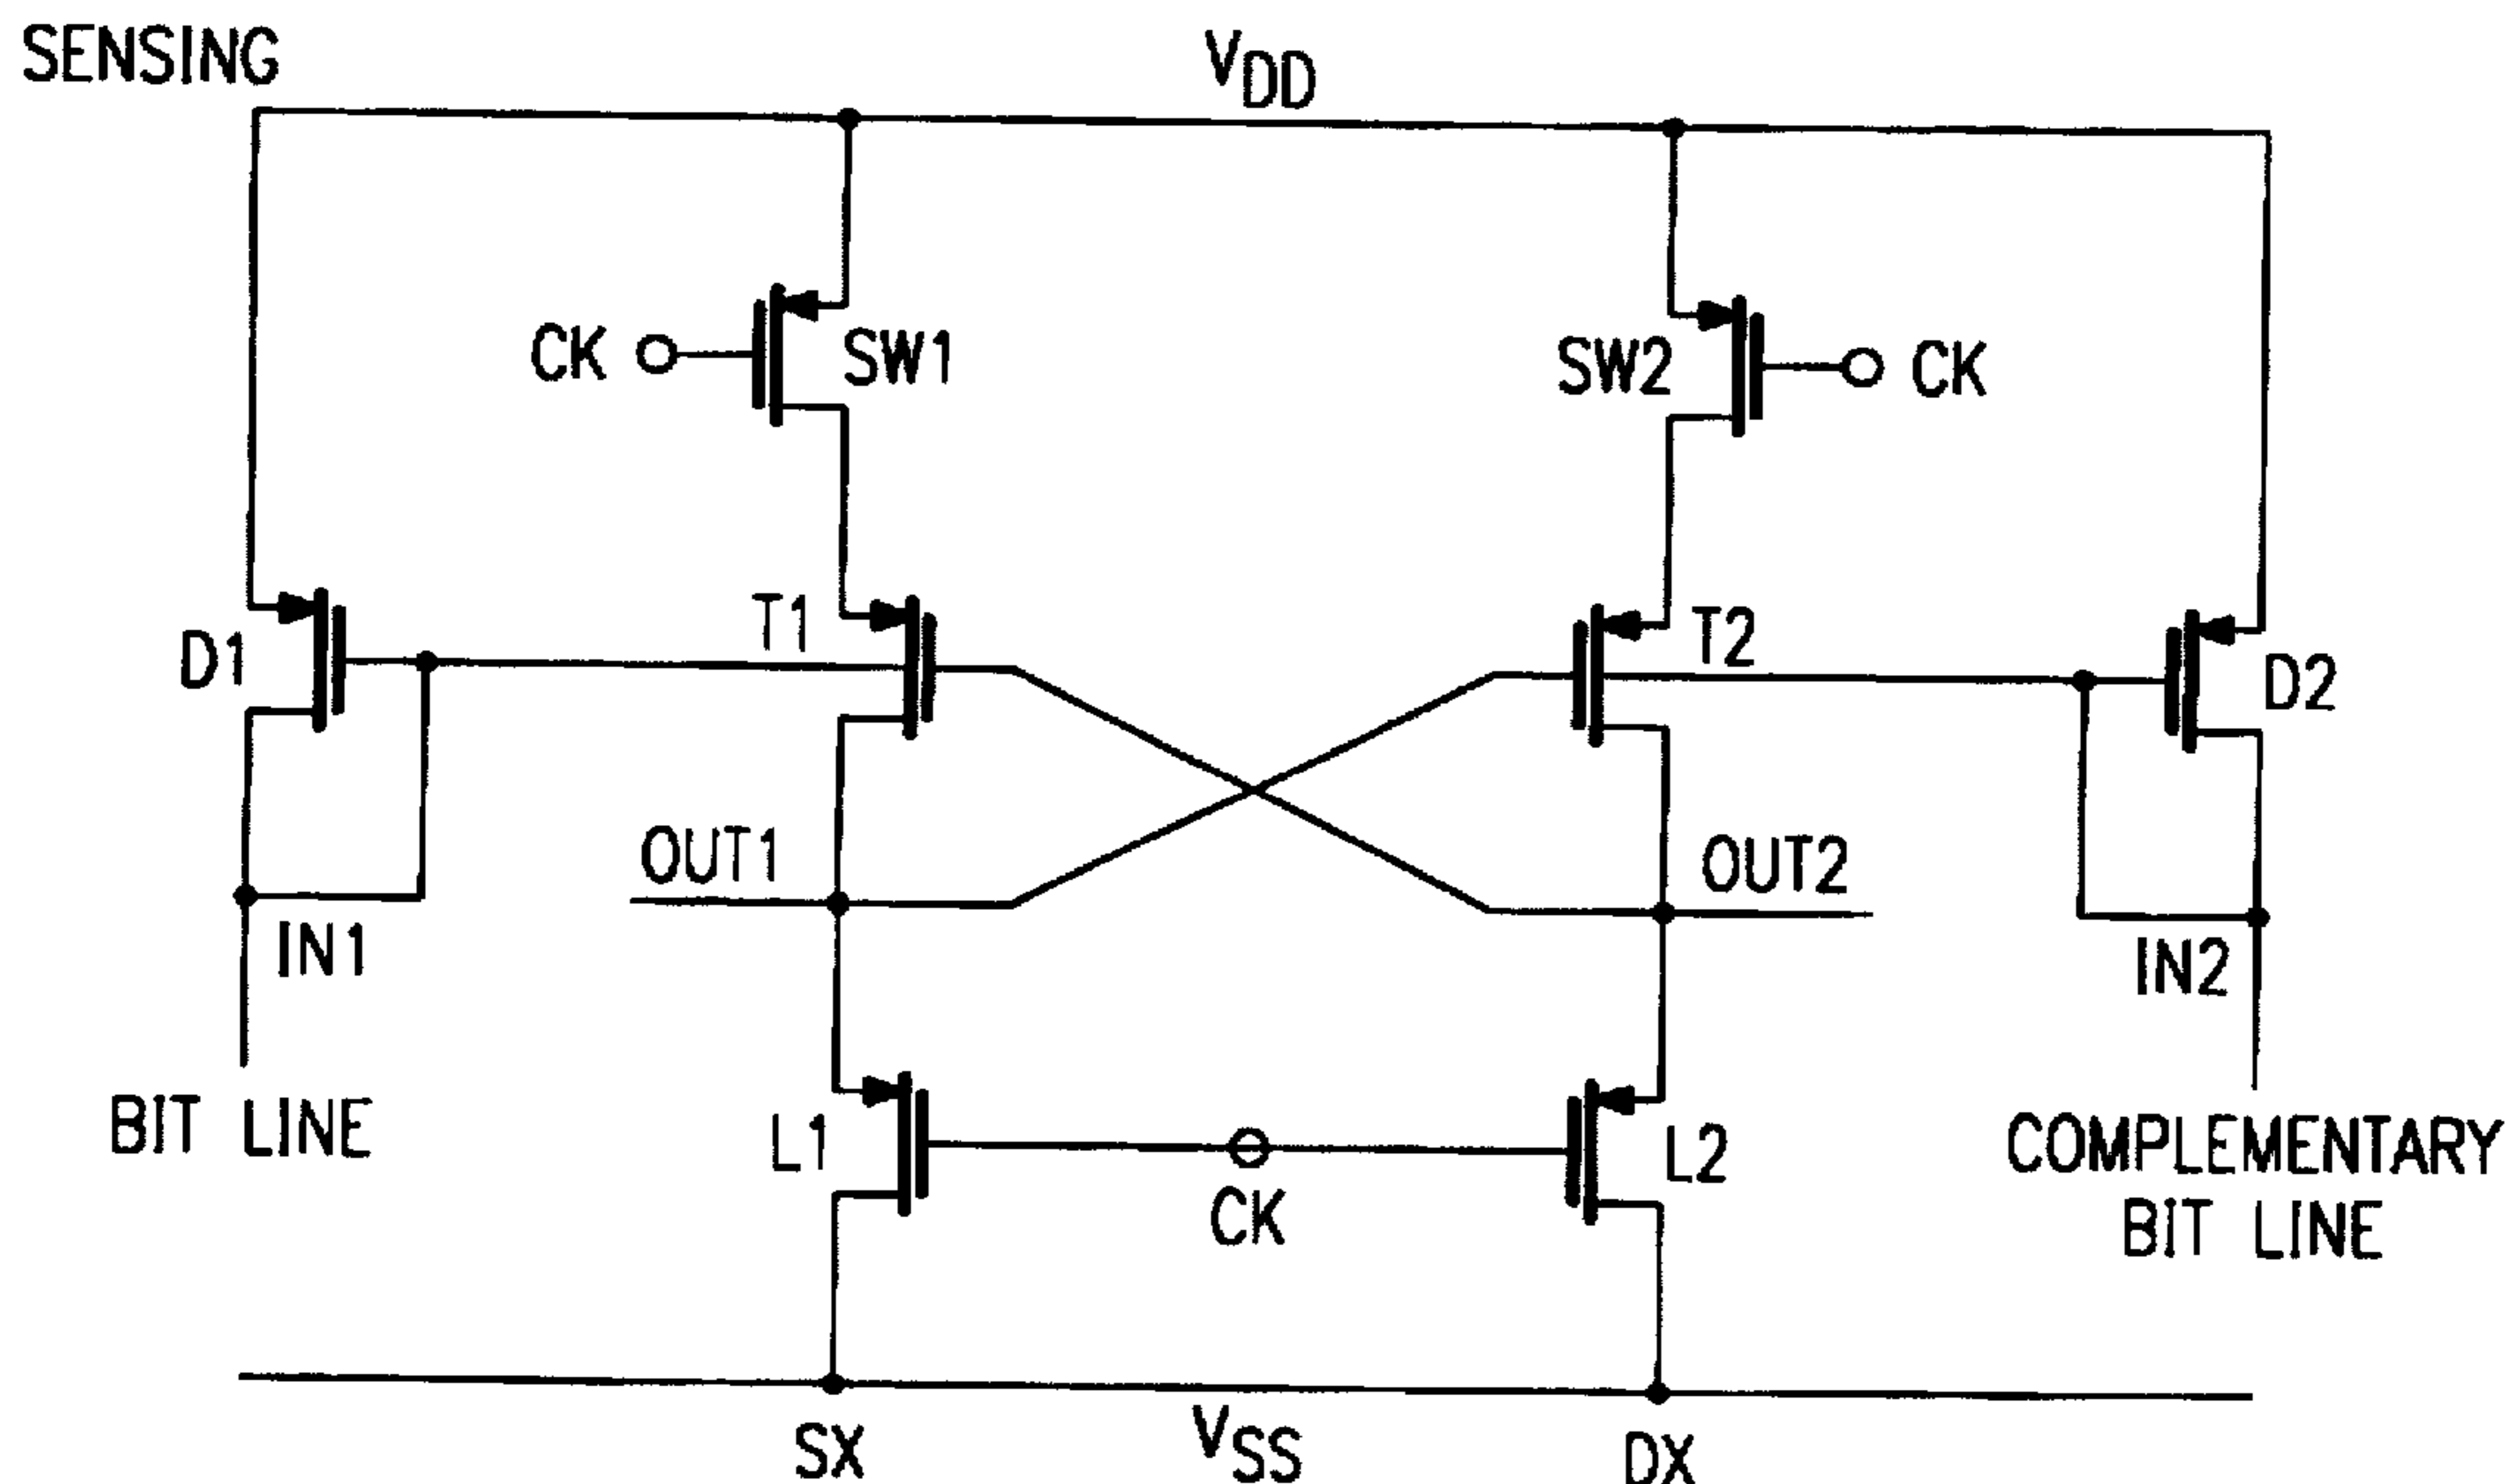 SENSING
VDD
CK
SW1
SW2
CK
D1
T1
T2
D2
OUT1
OUT2
IN1
IN2
BIT LINE
L1
CK
L2
COMPLEMENTARY
BIT LINE
SX
VSS
DX